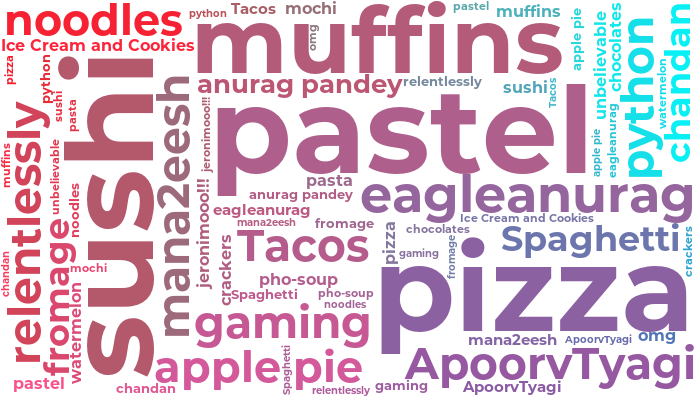 noodles
python
Tacos
mochi
pastel
muffins
apple pie
unbelievable
chocolates
python
chandan
Ice Cream and Cookies
muffins
omg
pizza
python
sushi
pasta
sushi
mana2eesh
anurag pandey
relentlessly
sushi
Tacos
watermelon
jeronimooo!!!
pastel
apple pie
eagleanurag
muffins
relentlessly
fromage
unbelievable
noodles
jeronimooo!!!
pasta
anurag pandey
eagleanurag
eagleanurag
mana2eesh
fromage
Ice Cream and Cookies
chocolates
Spaghetti
crackers
chandan
mochi
watermelon
crackers
Tacos
pizza
gaming
fromage
pizza
pho-soup
Spaghetti
pho-soup
noodles
gaming
mana2eesh
ApoorvTyagi
omg
apple pie
Spaghetti
ApoorvTyagi
pastel
chandan
relentlessly
gaming
ApoorvTyagi